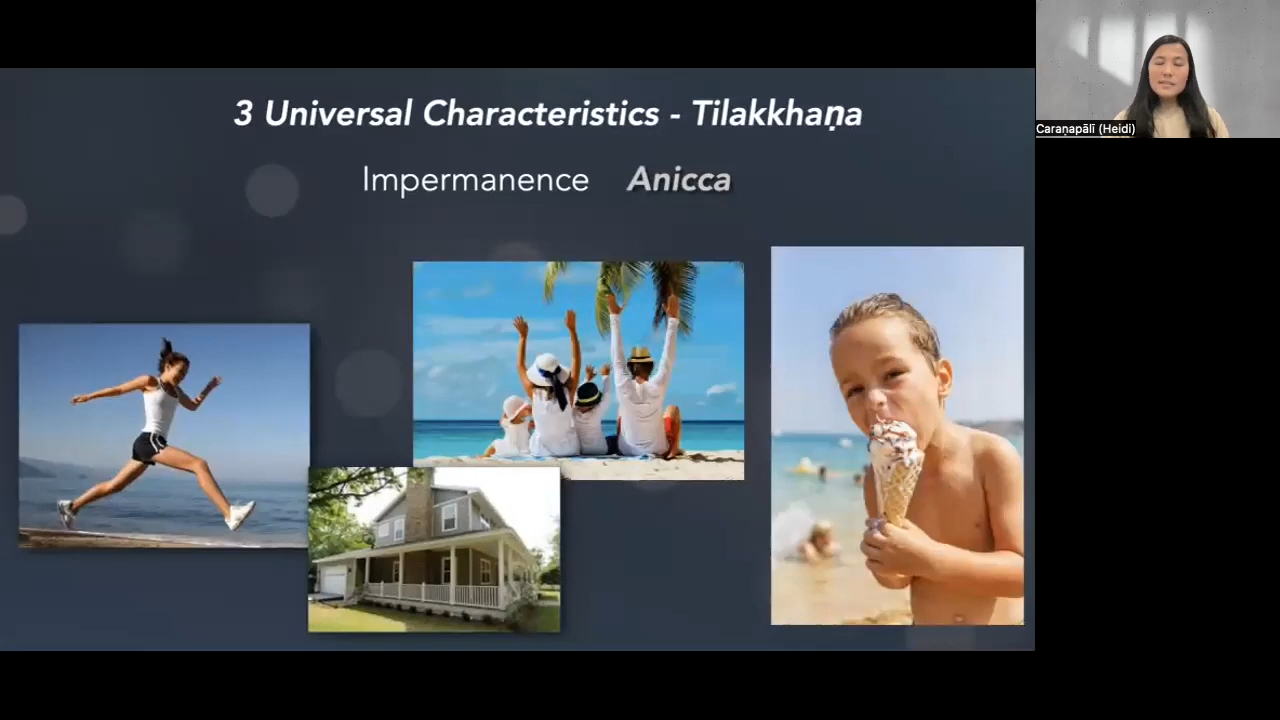 3 Universal Characteristics - Tilakkhaṇa
Impermanence Anicca
Caraṇapālī (Heidi)